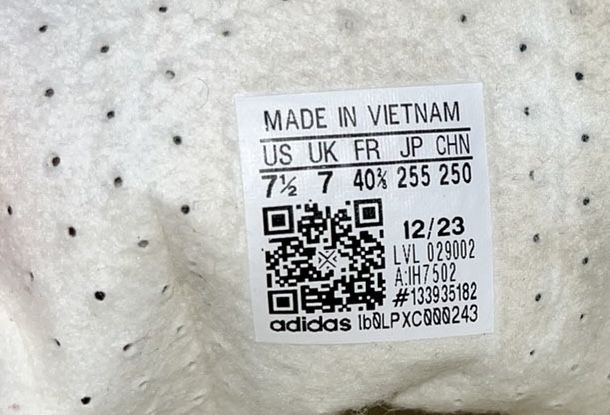 MADE IN VIETNAM
US UK FR JP CHN
7½ 7 40⅔ 255 250
12/23
LVL 029002
A:IH7502
#133935182
adidas Ib0LPXC000243